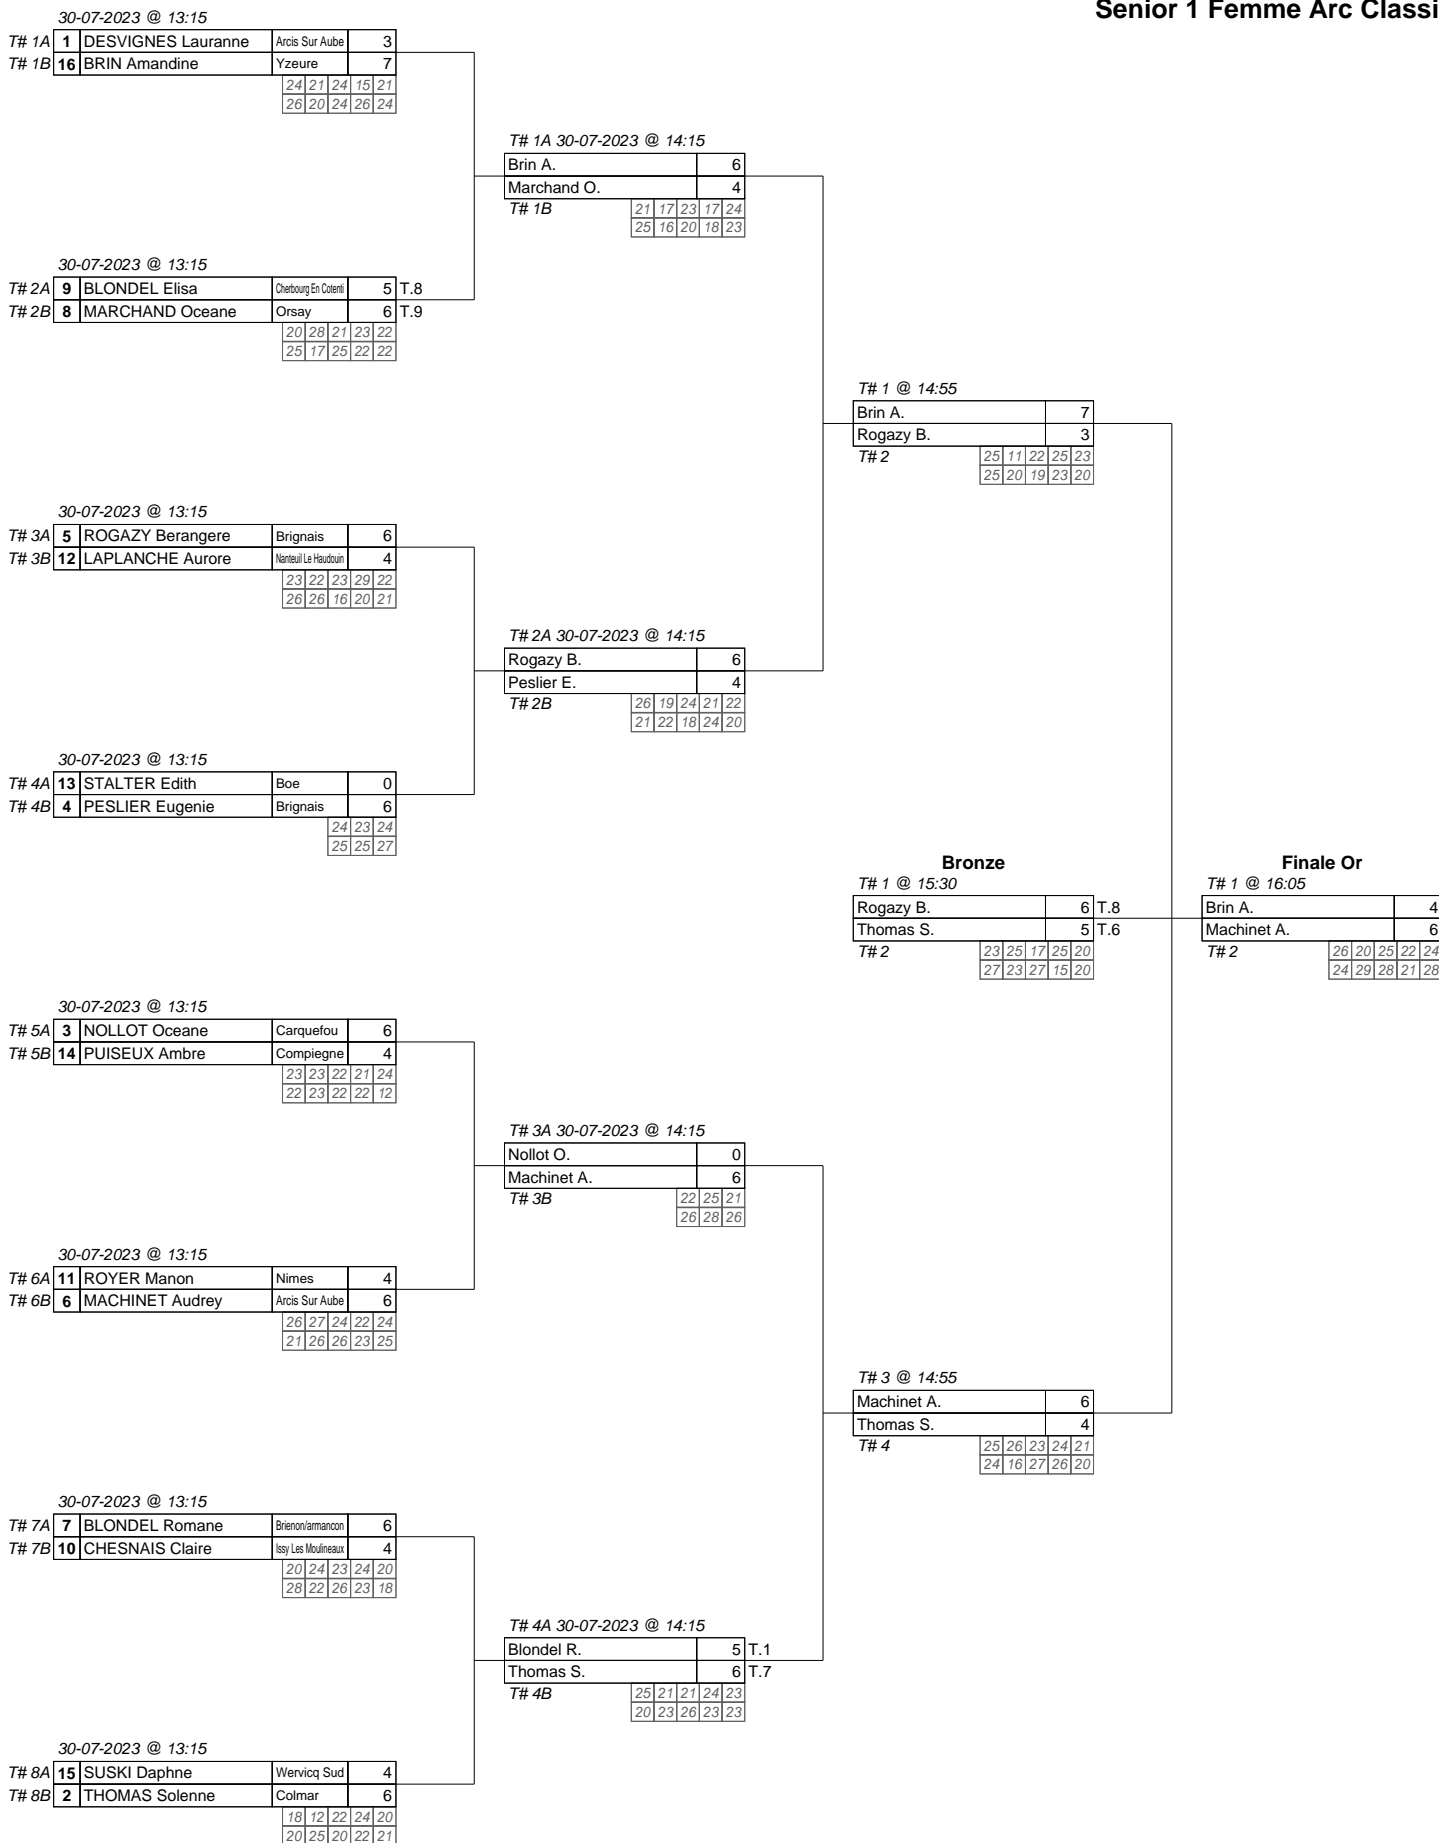 Senior 1 Femme Arc Classi
30-07-2023 @ 13:15
T# 1A 1 DESVIGNES Lauranne Arcis Sur Aube 3
T# 1B 16 BRIN Amandine Yzeure 7
24 21 24 15 21
26 20 24 26 24
T# 1A 30-07-2023 @ 14:15
Brin A. 6
Marchand O. 4
T# 1B 21 17 23 17 24
25 16 20 18 23
30-07-2023 @ 13:15
T# 2A 9 BLONDEL Elisa Cherbourg En Cotenti 5 T.8
T# 2B 8 MARCHAND Oceane Orsay 6 T.9
20 28 21 23 22
25 17 25 22 22
T# 1 @ 14:55
Brin A. 7
Rogazy B. 3
T# 2 25 11 22 25 23
25 20 19 23 20
30-07-2023 @ 13:15
T# 3A 5 ROGAZY Berangere Brignais 6
T# 3B 12 LAPLANCHE Aurore Nanteuil Le Haudouin 4
23 22 23 29 22
26 26 16 20 21
T# 2A 30-07-2023 @ 14:15
Rogazy B. 6
Peslier E. 4
T# 2B 26 19 24 21 22
21 22 18 24 20
30-07-2023 @ 13:15
T# 4A 13 STALTER Edith Boe 0
T# 4B 4 PESLIER Eugenie Brignais 6
24 23 24
25 25 27
Bronze
T# 1 @ 15:30
Rogazy B. 6 T.8
Thomas S. 5 T.6
T# 2 23 25 17 25 20
27 23 27 15 20
Finale Or
T# 1 @ 16:05
Brin A. 4
Machinet A. 6
T# 2 26 20 25 22 24
24 29 28 21 28
30-07-2023 @ 13:15
T# 5A 3 NOLLOT Oceane Carquefou 6
T# 5B 14 PUISEUX Ambre Compiegne 4
23 23 22 21 24
22 23 22 22 12
T# 3A 30-07-2023 @ 14:15
Nollot O. 0
Machinet A. 6
T# 3B 22 25 21
26 28 26
30-07-2023 @ 13:15
T# 6A 11 ROYER Manon Nimes 4
T# 6B 6 MACHINET Audrey Arcis Sur Aube 6
26 27 24 22 24
21 26 26 23 25
T# 3 @ 14:55
Machinet A. 6
Thomas S. 4
T# 4 25 26 23 24 21
24 16 27 26 20
30-07-2023 @ 13:15
T# 7A 7 BLONDEL Romane Brienon/armancon 6
T# 7B 10 CHESNAIS Claire Issy Les Moulineaux 4
20 24 23 24 20
28 22 26 23 18
T# 4A 30-07-2023 @ 14:15
Blondel R. 5 T.1
Thomas S. 6 T.7
T# 4B 25 21 21 24 23
20 23 26 23 23
30-07-2023 @ 13:15
T# 8A 15 SUSKI Daphne Wervicq Sud 4
T# 8B 2 THOMAS Solenne Colmar 6
18 12 22 24 20
20 25 20 22 21